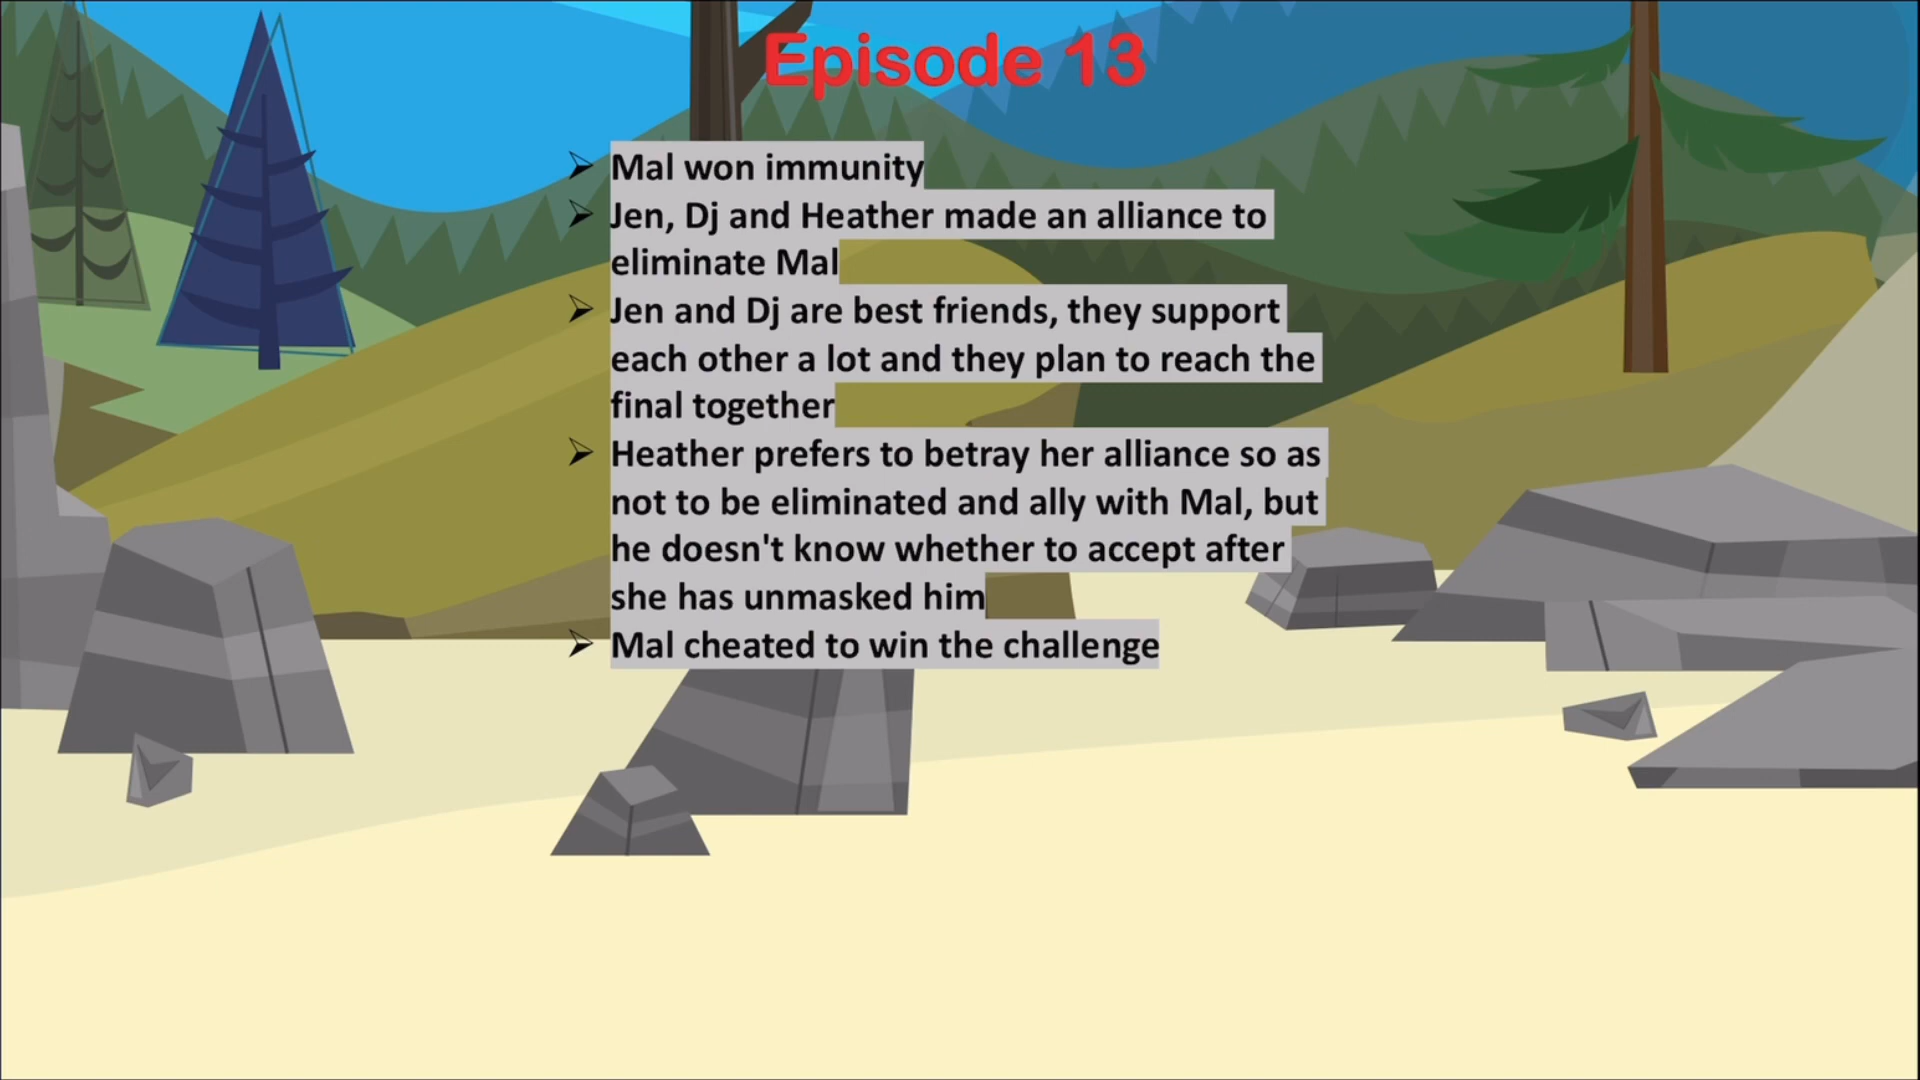 Episode 13
➢ Mal won immunity
➢ Jen, Dj and Heather made an alliance to
eliminate Mal
➢ Jen and Dj are best friends, they support
each other a lot and they plan to reach the
final together
➢ Heather prefers to betray her alliance so as
not to be eliminated and ally with Mal, but
he doesn't know whether to accept after
she has unmasked him
➢ Mal cheated to win the challenge